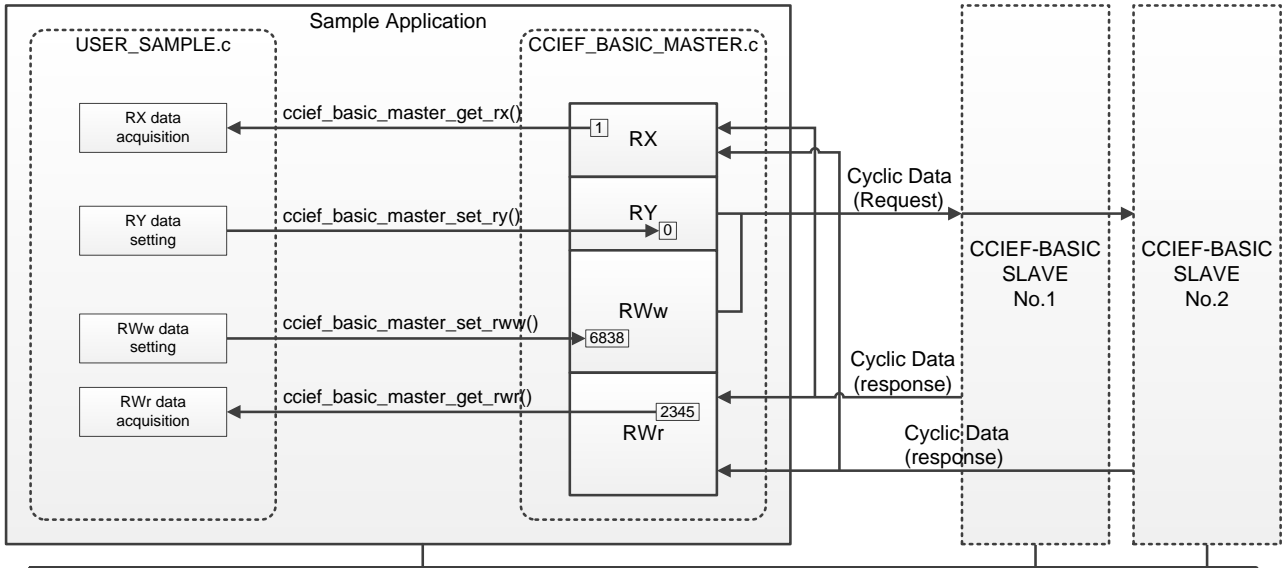 Sample Application
USER_SAMPLE.c
CCIEF_BASIC_MASTER.c
RX data
acquisition
ccief_basic_master_get_rx()
1
RX
RY data
setting
ccief_basic_master_set_ry()
RY
0
RWw data
setting
ccief_basic_master_set_rww()
RWw
6838
RWr data
acquisition
ccief_basic_master_get_rwr()
2345
RWr
Cyclic Data
(Request)
Cyclic Data
(response)
Cyclic Data
(response)
CCIEF-BASIC
SLAVE
No.1
CCIEF-BASIC
SLAVE
No.2